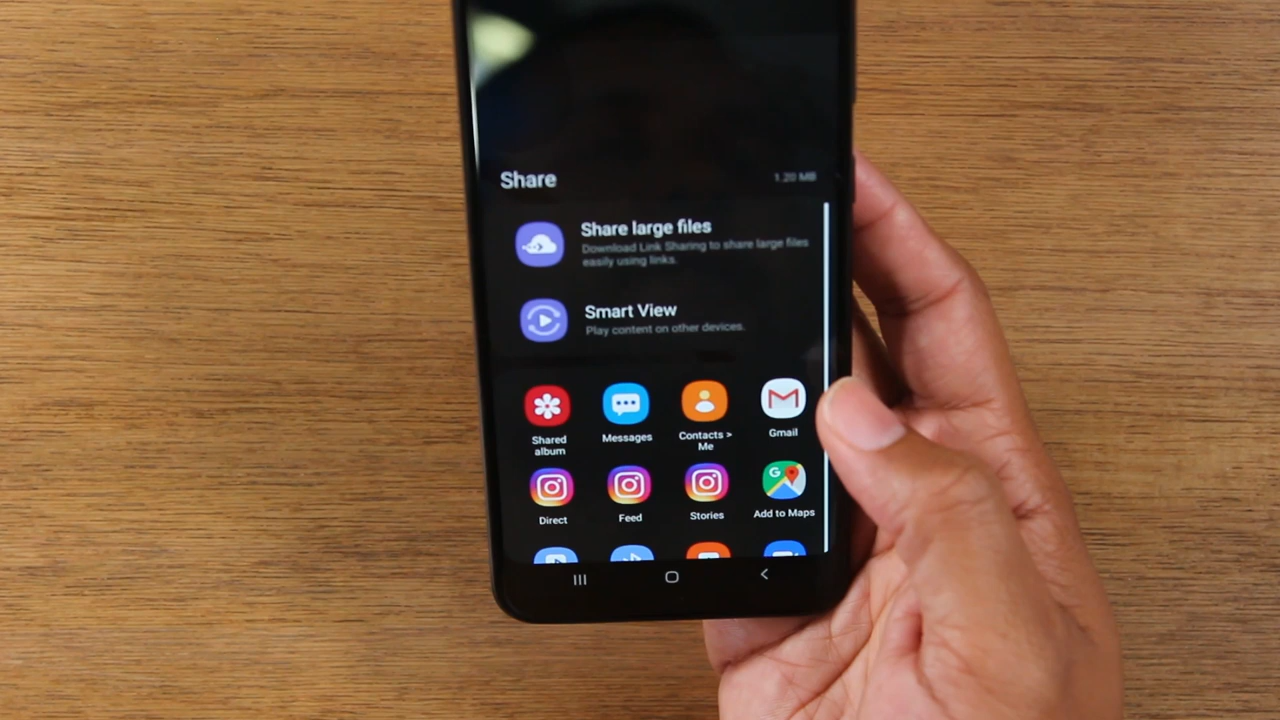 Share
1.20 MB
Share large files
Download Link Sharing to share large files
easily using links.
Smart View
Play content on other devices.
Shared
album
Messages
Contacts >
Me
Gmail
Direct
Feed
Stories
Add to Maps